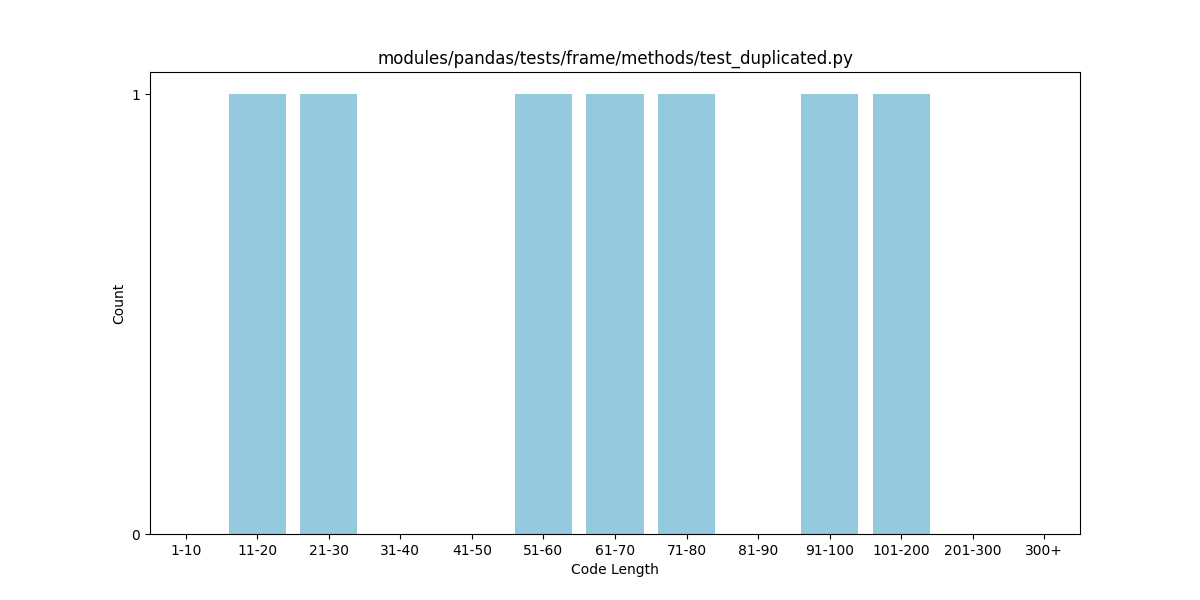 modules/pandas/tests/frame/methods/test_duplicated.py
1
Count
0
1-10 11-20 21-30 31-40 41-50 51-60 61-70 71-80 81-90 91-100 101-200 201-300 300+
Code Length